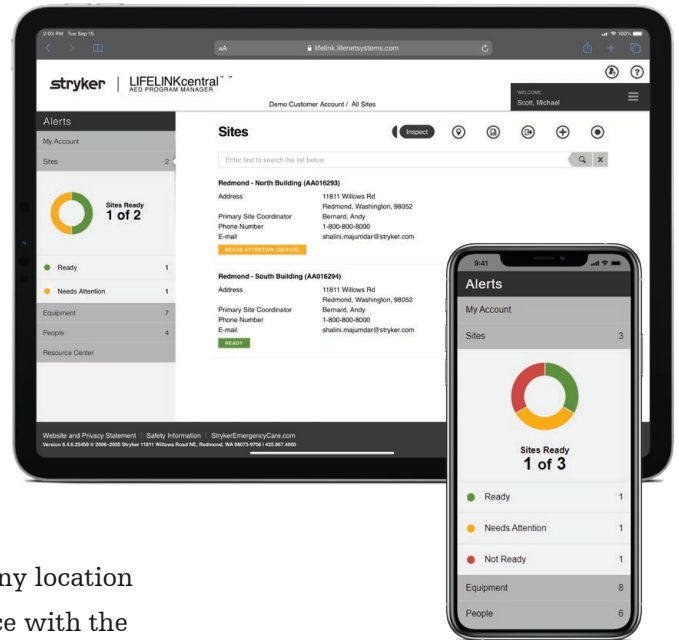 2:03 PM Tue Sep 15
100%
AA
lifelink.lifenetsystems.com
stryker
LIFELINKcentral
AED PROGRAM MANAGER
Demo Customer Account / All Sites
WELCOME
Scott, Michael
Alerts
My Account
Sites 2
Sites Ready
1 of 2
Ready 1
Needs Attention 1
Equipment 7
People 4
Resource Center
Sites
Inspect
Enter text to search the list below
X
Redmond - North Building (AA016293)
Address 11811 Willows Rd
Redmond, Washington, 98052
Primary Site Coordinator Bernard, Andy
Phone Number 1-800-800-8000
E-mail shalini.majumdar@stryker.com
NEEDS ATTENTION (DEVICE)
Redmond - South Building (AA016294)
Address 11811 Willows Rd
Redmond, Washington, 98052
Primary Site Coordinator Bernard, Andy
Phone Number 1-800-800-8000
E-mail shalini.majumdar@stryker.com
READY
Website and Privacy Statement | Safety Information | StrykerEmergencyCare.com
9:41
Alerts
My Account
Sites 3
Sites Ready
1 of 3
Ready 1
Needs Attention 1
Not Ready 1
Equipment 8
People 6
ny location
ce with the